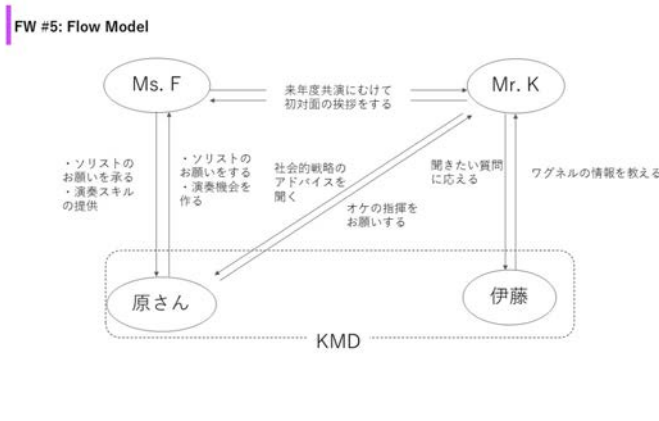 FW #5: Flow Model
Ms. F
Mr. K
来年度共演にむけて
初対面の挨拶をする
・ソリストの
お願いを承る
・演奏スキル
の提供
・ソリストの
お願いをする
・演奏機会を
作る
社会的戦略の
アドバイスを
聞く
オケの指揮を
お願いする
聞きたい質問
に応える
ワグネルの情報を教える
原さん
伊藤
KMD